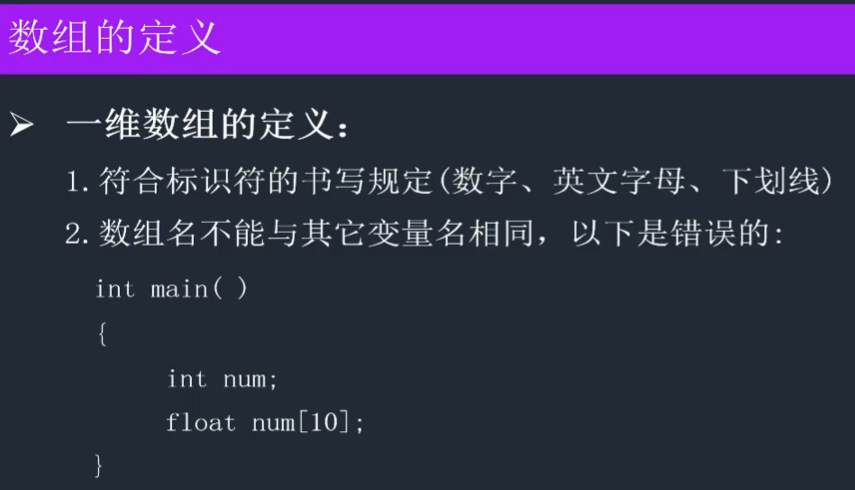 数组的定义
➢ 一维数组的定义：
1.符合标识符的书写规定(数字、英文字母、下划线)
2.数组名不能与其它变量名相同，以下是错误的:
int main( )
{
int num;
float num[10];
}